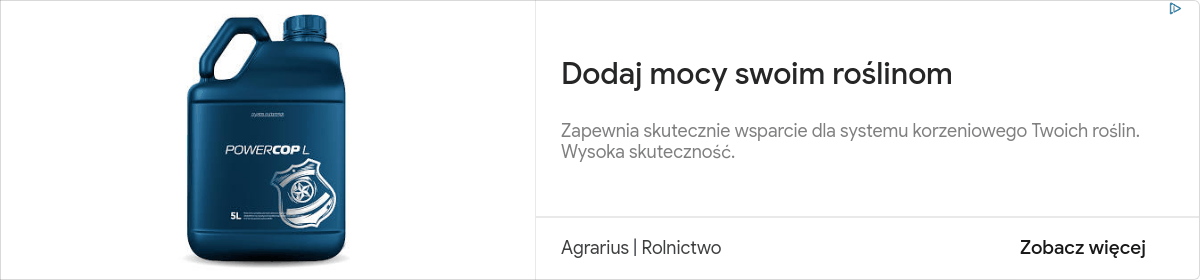 POWERCOP L
5L
Dodaj mocy swoim roślinom
Zapewnia skutecznie wsparcie dla systemu korzeniowego Twoich roślin.
Wysoka skuteczność.
Agrarius | Rolnictwo
Zobacz więcej